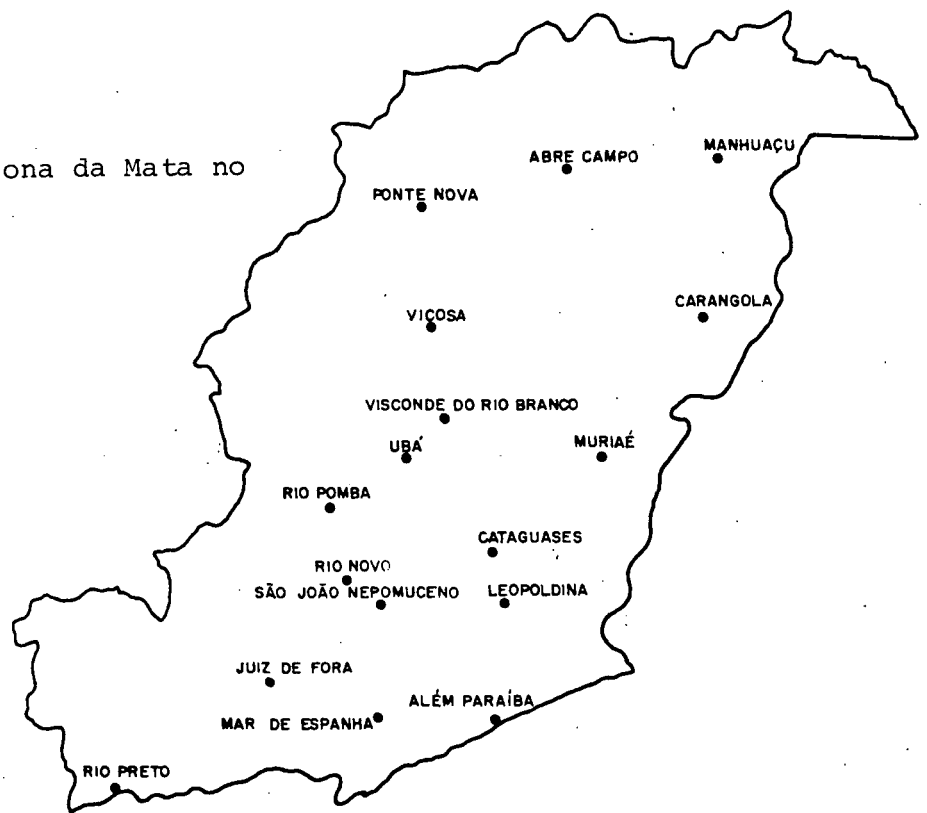 MANHUAÇU
ABRE CAMPO
ona da Mata no
PONTE NOVA
CARANGOLA
VIÇOSA
VISCONDE DO RIO BRANCO
UBÁ
MURIAÉ
RIO POMBA
CATAGUASES
RIO NOVO
SÃO JOÃO NEPOMUCENO
LEOPOLDINA
JUIZ DE FORA
ALÉM PARAÍBA
MAR DE ESPANHA
RIO PRETO